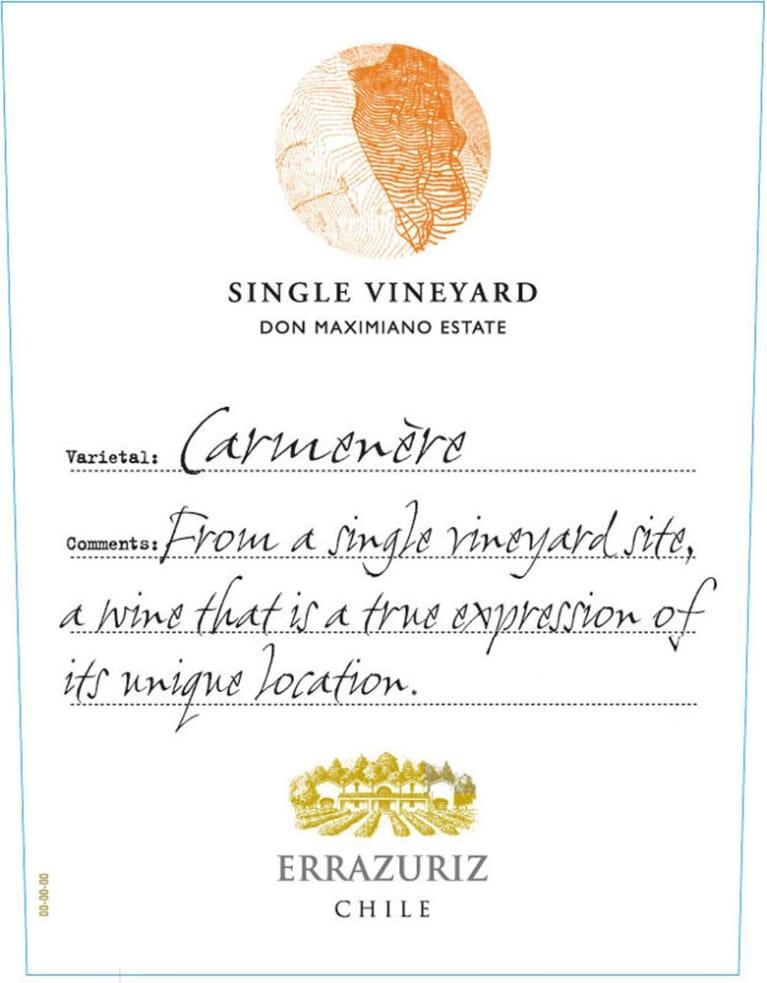 SINGLE VINEYARD
DON MAXIMIANO ESTATE
Varietal: Carmenère
Comments: From a single vineyard site,
a wine that is a true expression of
its unique location.
ERRAZURIZ
CHILE
00-00-00